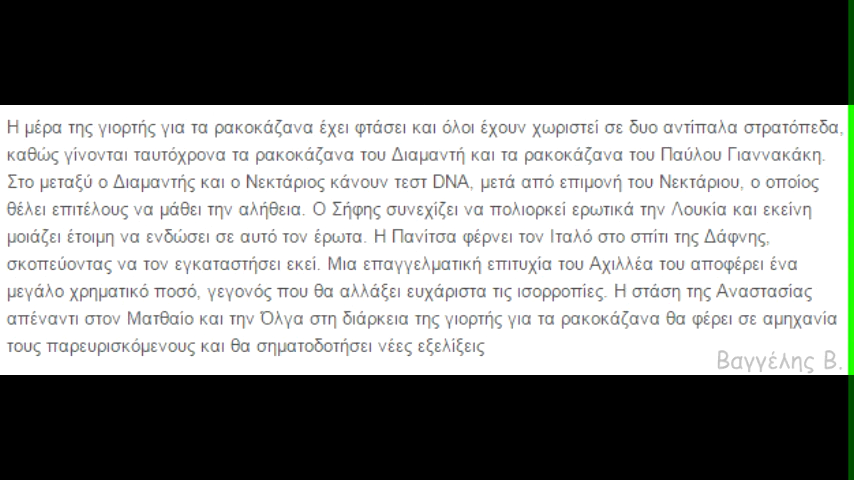 Η μέρα της γιορτής για τα ρακοκάζανα έχει φτάσει και όλοι έχουν χωριστεί σε δυο αντίπαλα στρατόπεδα,
καθώς γίνονται ταυτόχρονα τα ρακοκάζανα του Διαμαντή και τα ρακοκάζανα του Παύλου Γιαννακάκη.
Στο μεταξύ ο Διαμαντής και ο Νεκτάριος κάνουν τεστ DNA, μετά από επιμονή του Νεκτάριου, ο οποίος
θέλει επιτέλους να μάθει την αλήθεια. Ο Σήφης συνεχίζει να πολιορκεί ερωτικά την Λουκία και εκείνη
μοιάζει έτοιμη να ενδώσει σε αυτό τον έρωτα. Η Πανίτσα φέρνει τον Ιταλό στο σπίτι της Δάφνης,
σκοπεύοντας να τον εγκαταστήσει εκεί. Μια επαγγελματική επιτυχία του Αχιλλέα του αποφέρει ένα
μεγάλο χρηματικό ποσό, γεγονός που θα αλλάξει ευχάριστα τις ισορροπίες. Η στάση της Αναστασίας
απέναντι στον Ματθαίο και την Όλγα στη διάρκεια της γιορτής για τα ρακοκάζανα θα φέρει σε αμηχανία
τους παρευρισκόμενους και θα σηματοδοτήσει νέες εξελίξεις
Βαγγέλης Β.